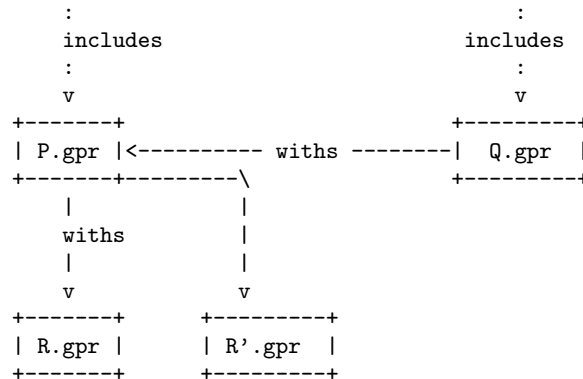 :                                    :
includes                         includes
:                                    :
v                                    v
+-------+                           +---------+
| P.gpr |<---------- withs --------|  Q.gpr  |
+-------+---------\                 +---------+
    |              |
    withs          |
    |              |
    v              v
+-------+      +---------+
| R.gpr |      | R'.gpr  |
+-------+      +---------+